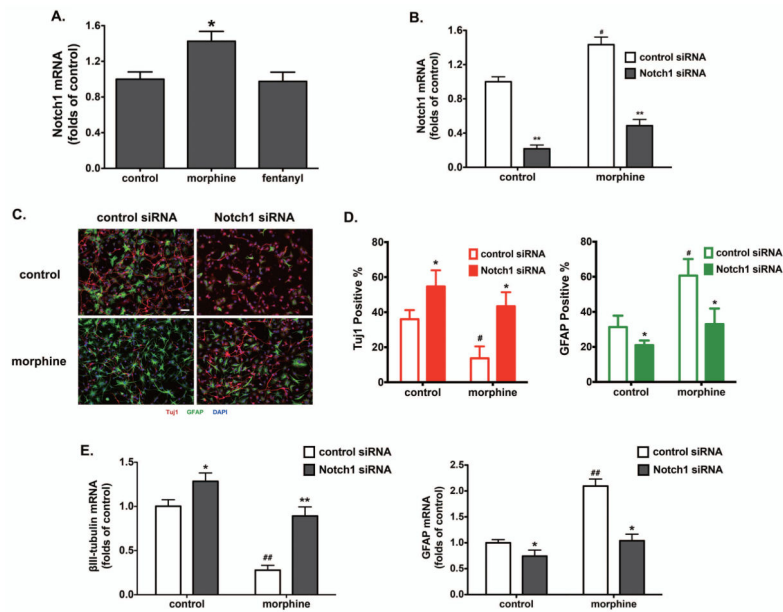 A.
Notch1 mRNA
(folds of control)
2.0
1.5
1.0
0.5
0.0
*
control morphine fentanyl
B.
Notch1 mRNA
(folds of control)
1.6
1.2
0.8
0.4
0.0
control siRNA
Notch1 siRNA
** # **
control morphine
C.
control siRNA Notch1 siRNA
control
morphine
Tuj1 GFAP DAPI
D.
Tuj1 Positive %
80
60
40
20
0
control siRNA
Notch1 siRNA
* # *
control morphine
GFAP Positive %
80
60
40
20
0
control siRNA
Notch1 siRNA
* # *
control morphine
E.
βIII-tubulin mRNA
(folds of control)
1.5
1.0
0.5
0.0
control siRNA
Notch1 siRNA
* ## **
control morphine
GFAP mRNA
(folds of control)
2.5
2.0
1.5
1.0
0.5
0.0
control siRNA
Notch1 siRNA
* ## *
control morphine